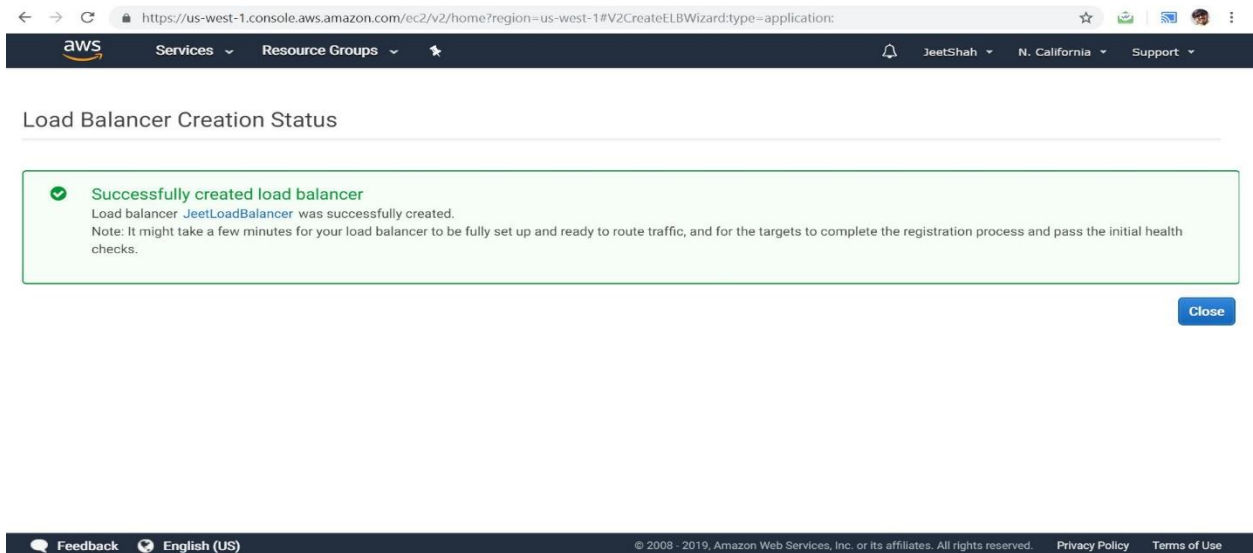 https://us-west-1.console.aws.amazon.com/ec2/v2/home?region=us-west-1#V2CreateELBWizard:type=application:
aws Services Resource Groups JeetShah N. California Support
Load Balancer Creation Status
Successfully created load balancer
Load balancer JeetLoadBalancer was successfully created.
Note: It might take a few minutes for your load balancer to be fully set up and ready to route traffic, and for the targets to complete the registration process and pass the initial health
checks.
Close
Feedback English (US) © 2008 - 2019, Amazon Web Services, Inc. or its affiliates. All rights reserved. Privacy Policy Terms of Use